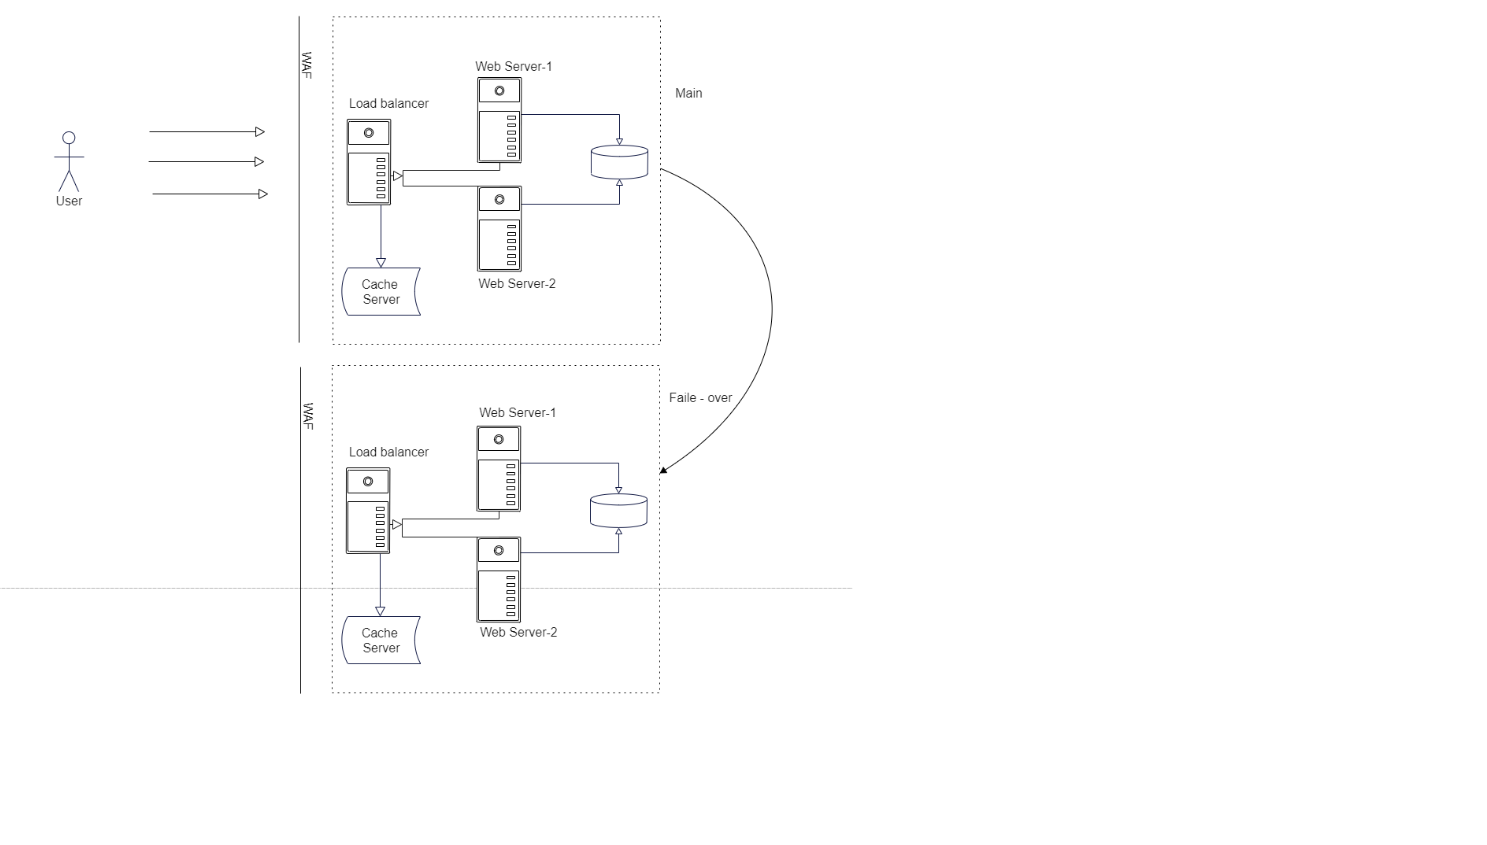 WAF
Web Server-1
Main
Load balancer
User
Cache
Server
Web Server-2
Faile - over
WAF
Web Server-1
Load balancer
Cache
Server
Web Server-2